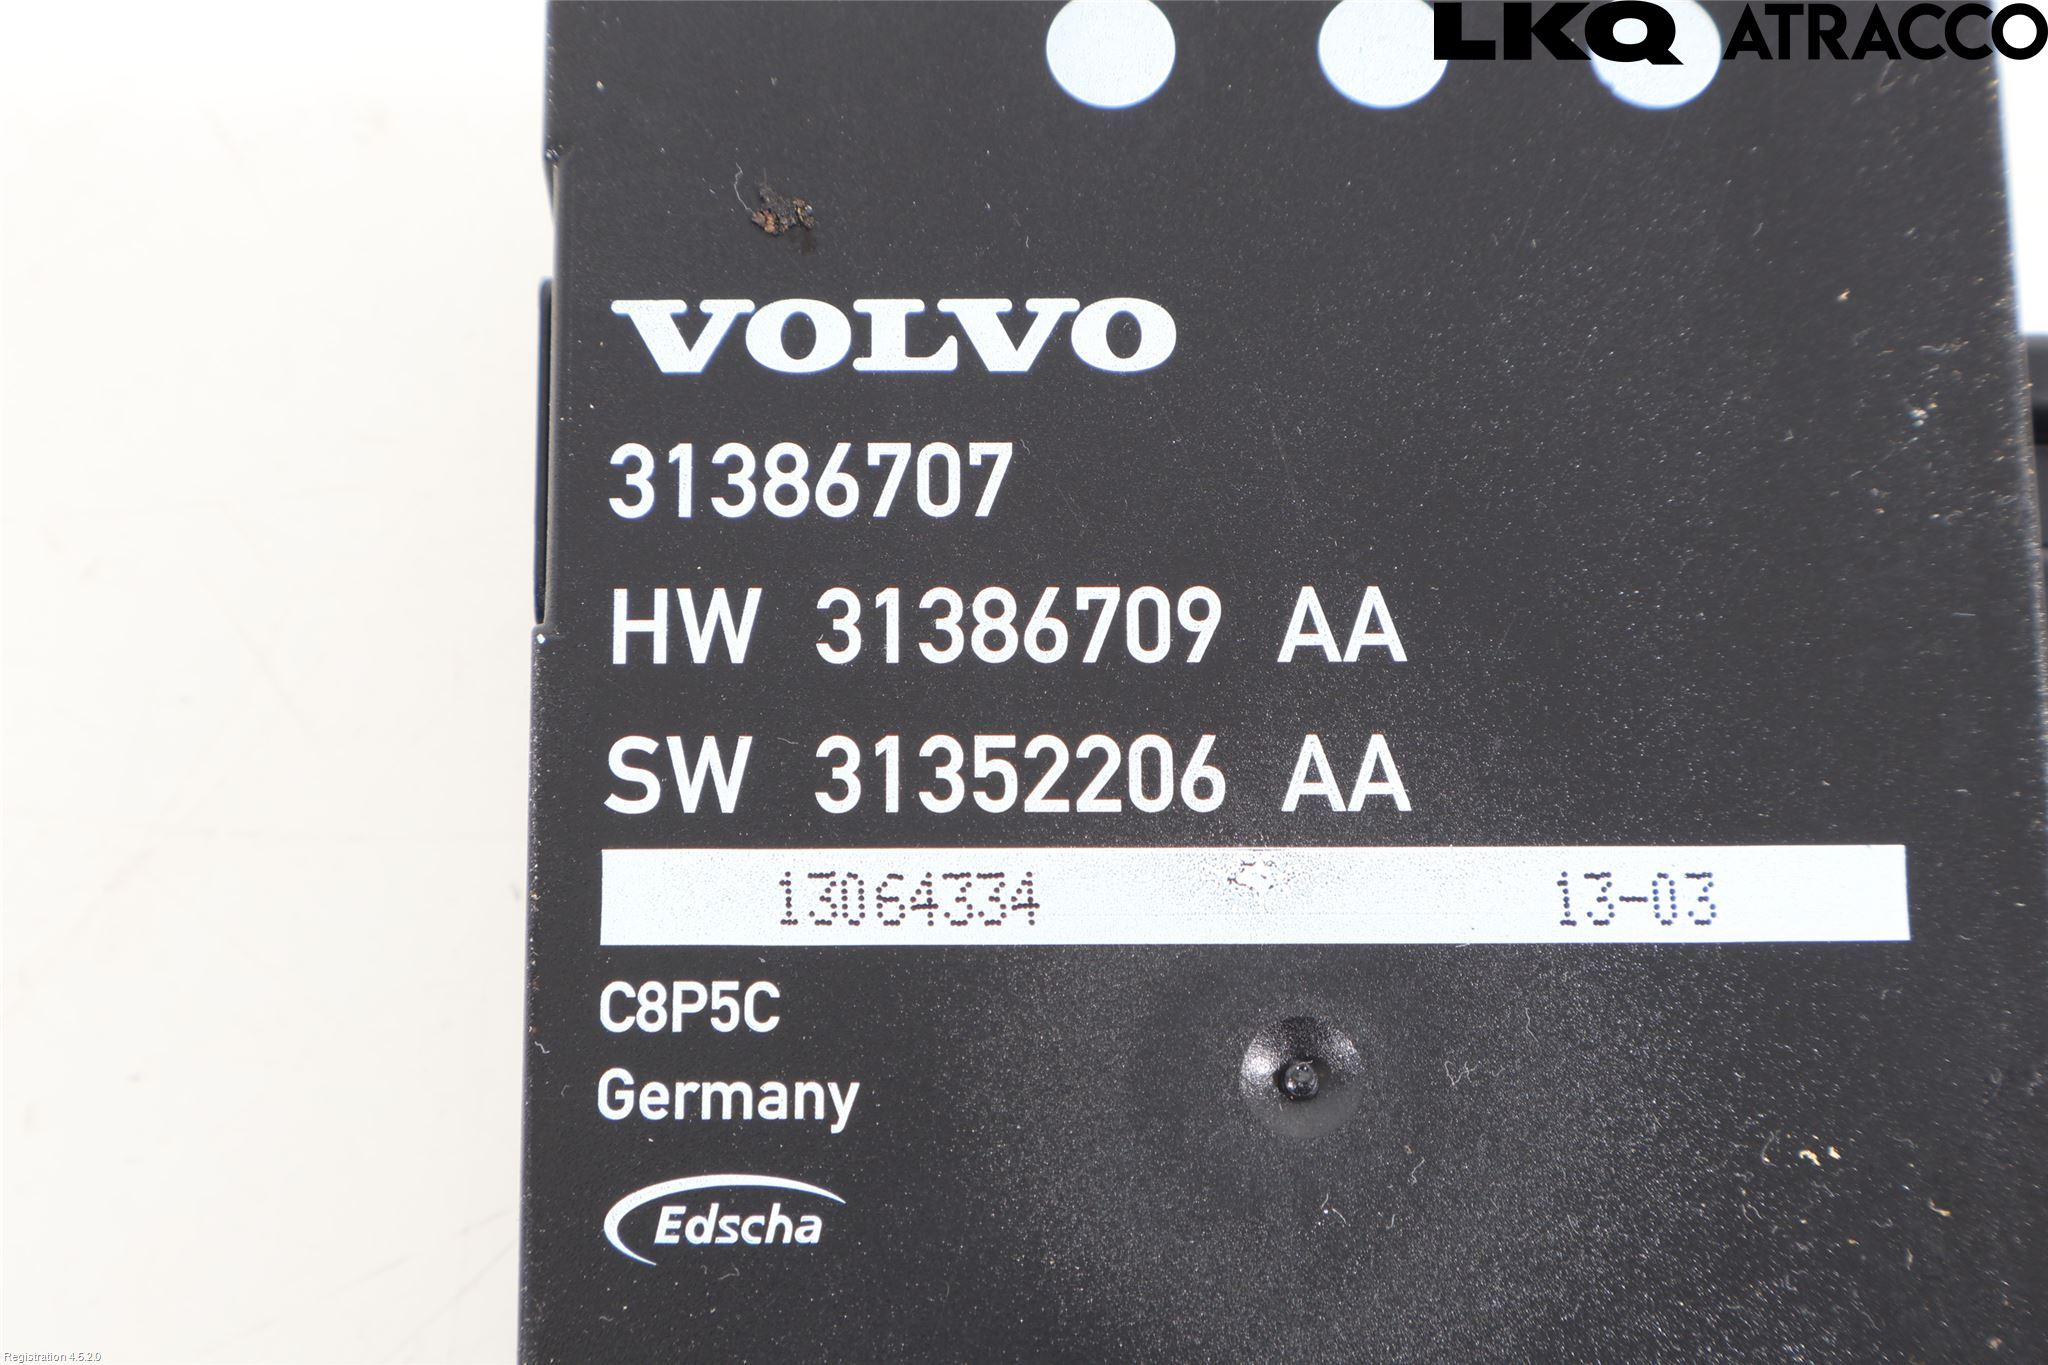 LKQ ATRACCO
VOLVO
31386707
HW 31386709 AA
SW 31352206 AA
13064334 13-03
C8P5C
Germany
Edscha
Registration 4.5.2.0